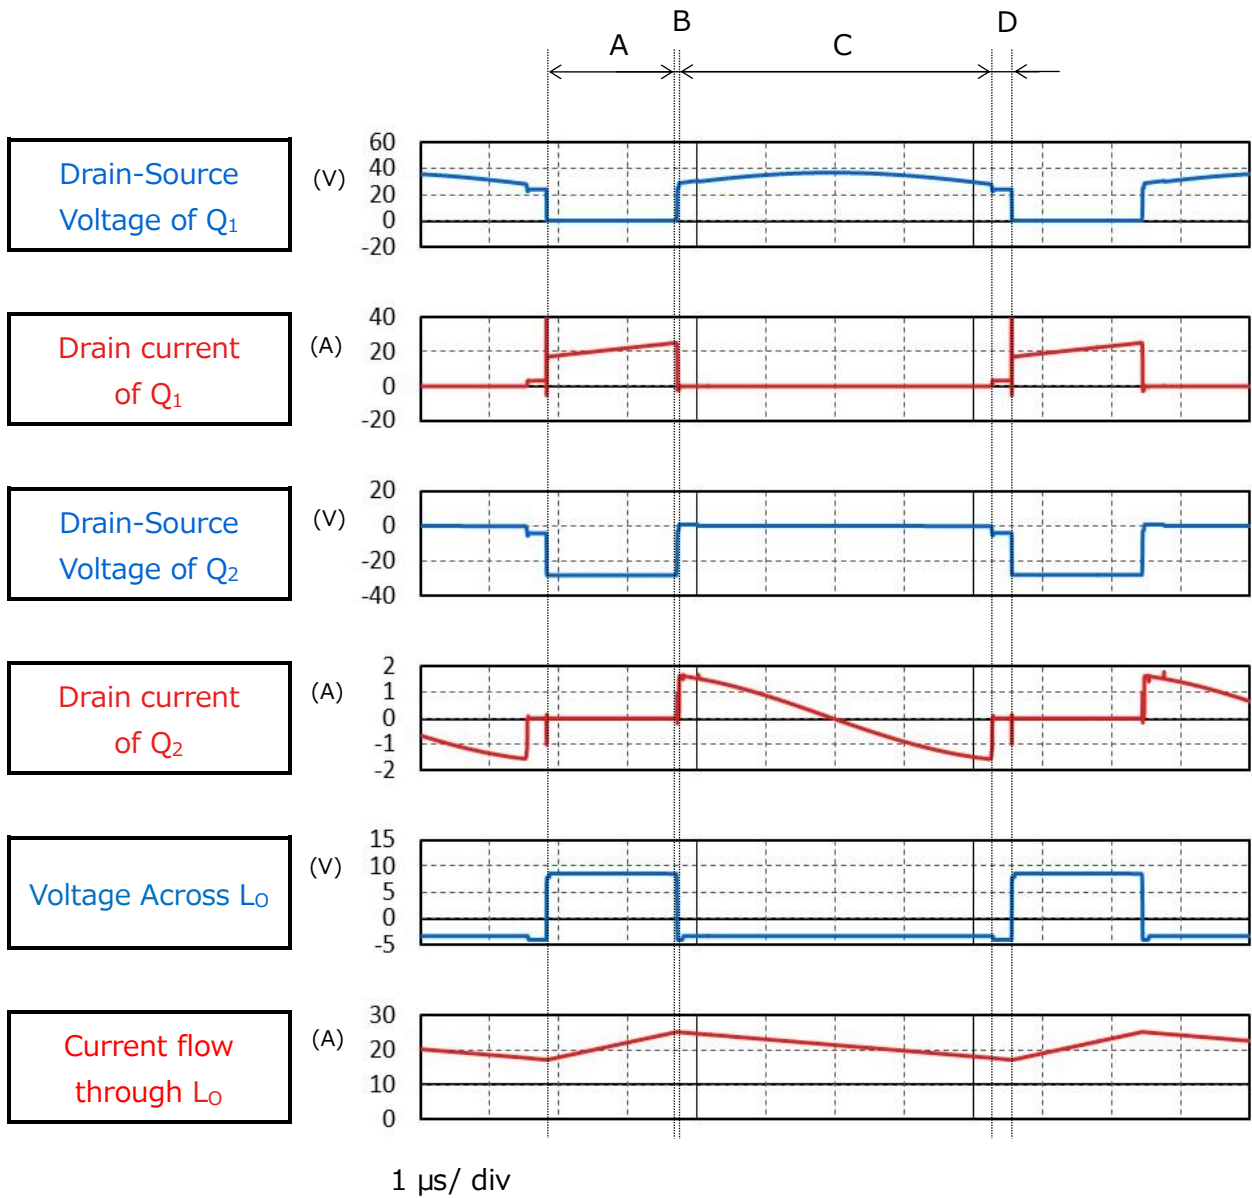 B
D
A
C
Drain-Source
Voltage of Q1
(V)
60
40
20
0
-20
Drain current
of Q1
(A)
40
20
0
-20
Drain-Source
Voltage of Q2
(V)
20
0
-20
-40
Drain current
of Q2
(A)
2
1
0
-1
-2
Voltage Across LO
(V)
15
10
5
0
-5
Current flow
through LO
(A)
30
20
10
0
1 μs/ div